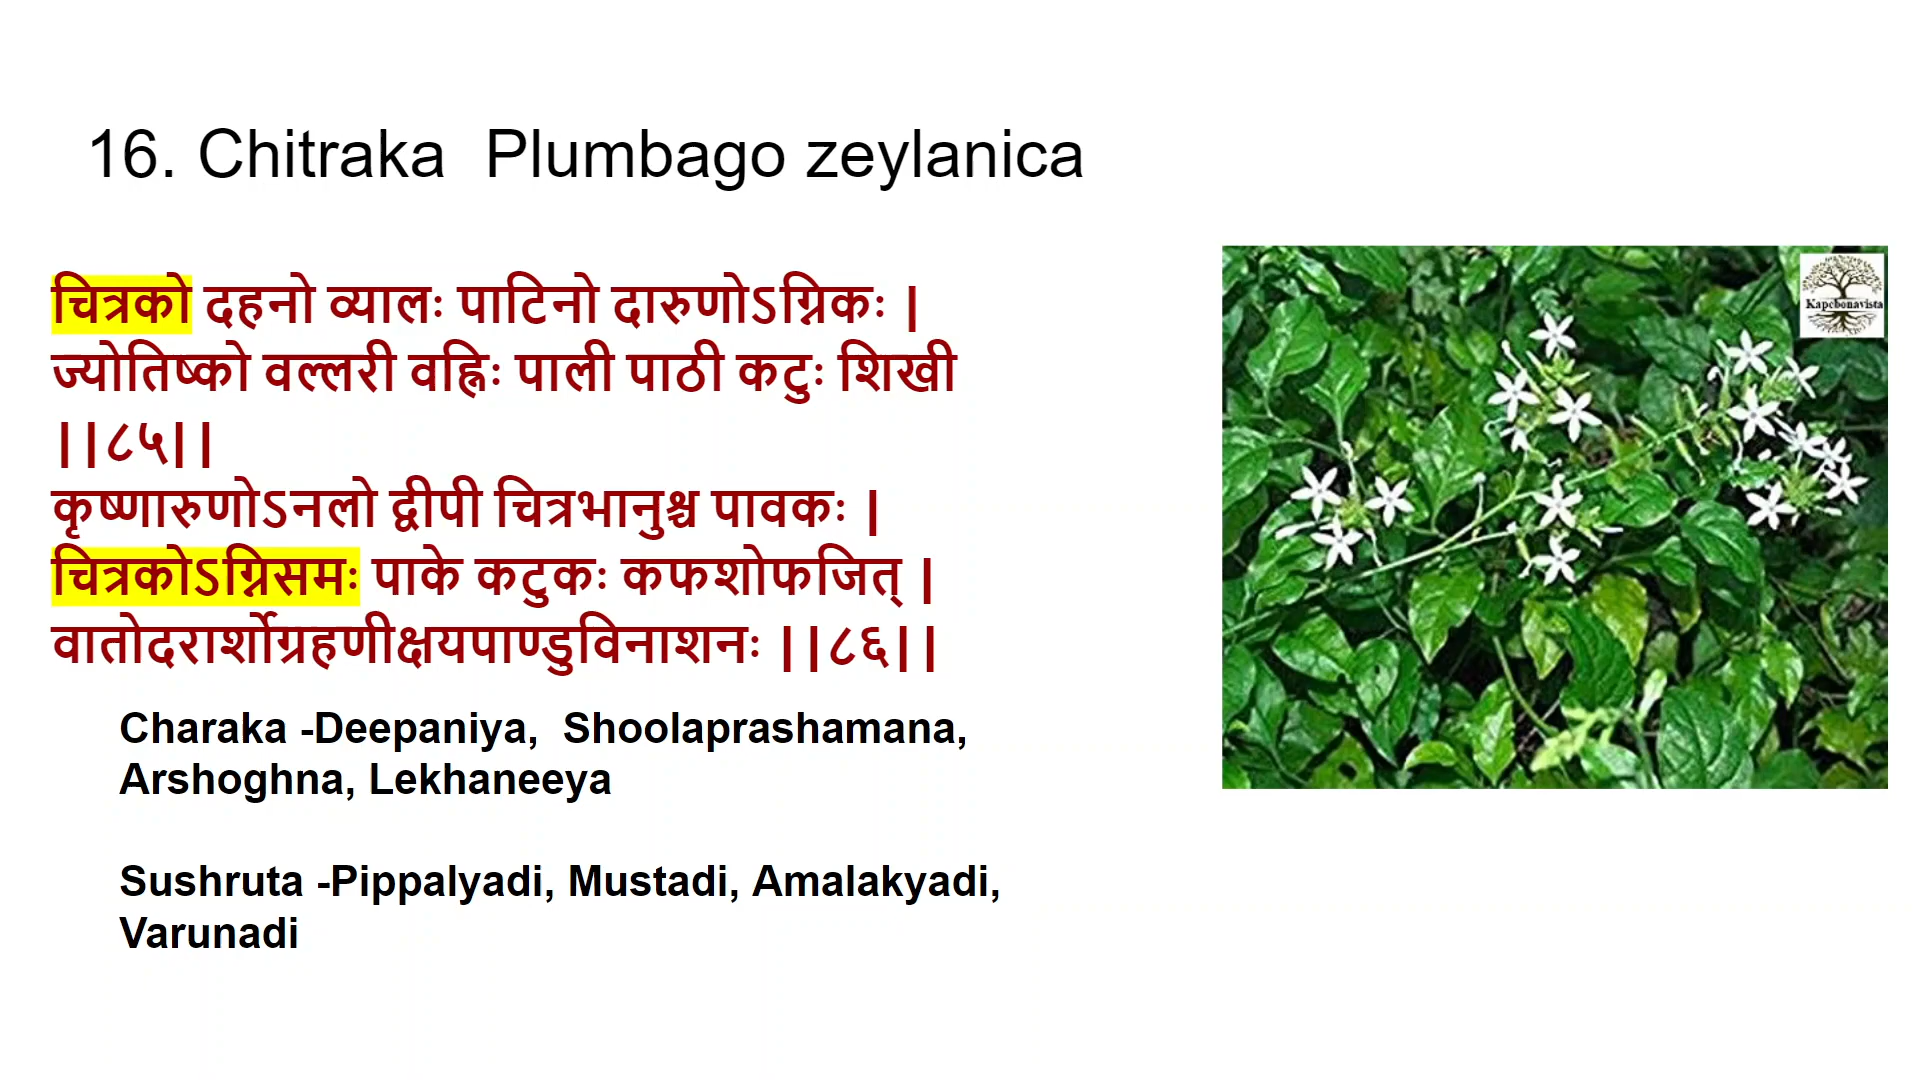 16. Chitraka  Plumbago zeylanica
चित्रको दहनो व्यालः पाटिनो दारुणोऽग्निकः |
ज्योतिष्को वल्लरी वह्निः पाली पाठी कटुः शिखी
||८५||
कृष्णारुणोऽनलो द्वीपी चित्रभानुश्च पावकः |
चित्रकोऽग्निसमः पाके कटुकः कफशोफजित् |
वातोदरार्शोग्रहणीक्षयपाण्डुविनाशनः ||८६||
Charaka -Deepaniya,  Shoolaprashamana,
Arshoghna, Lekhaneeya
Sushruta -Pippalyadi, Mustadi, Amalakyadi,
Varunadi
Kapcbonavista